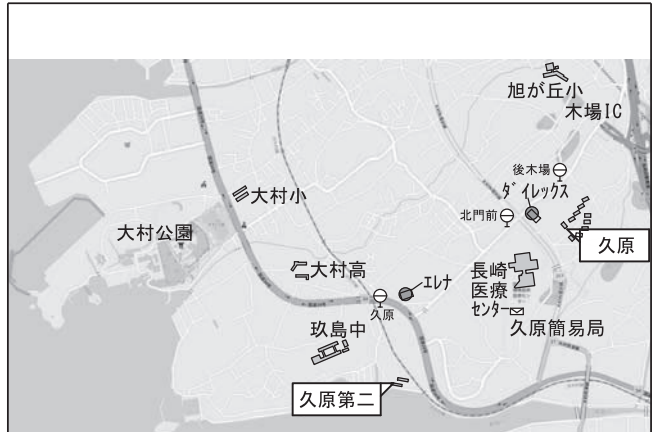 旭が丘小
木場IC
後木場
ダイレックス
大村小
北門前
大村公園
久原
大村高
エレナ
長崎
医療
センター
久原
久原簡易局
玖島中
久原第二